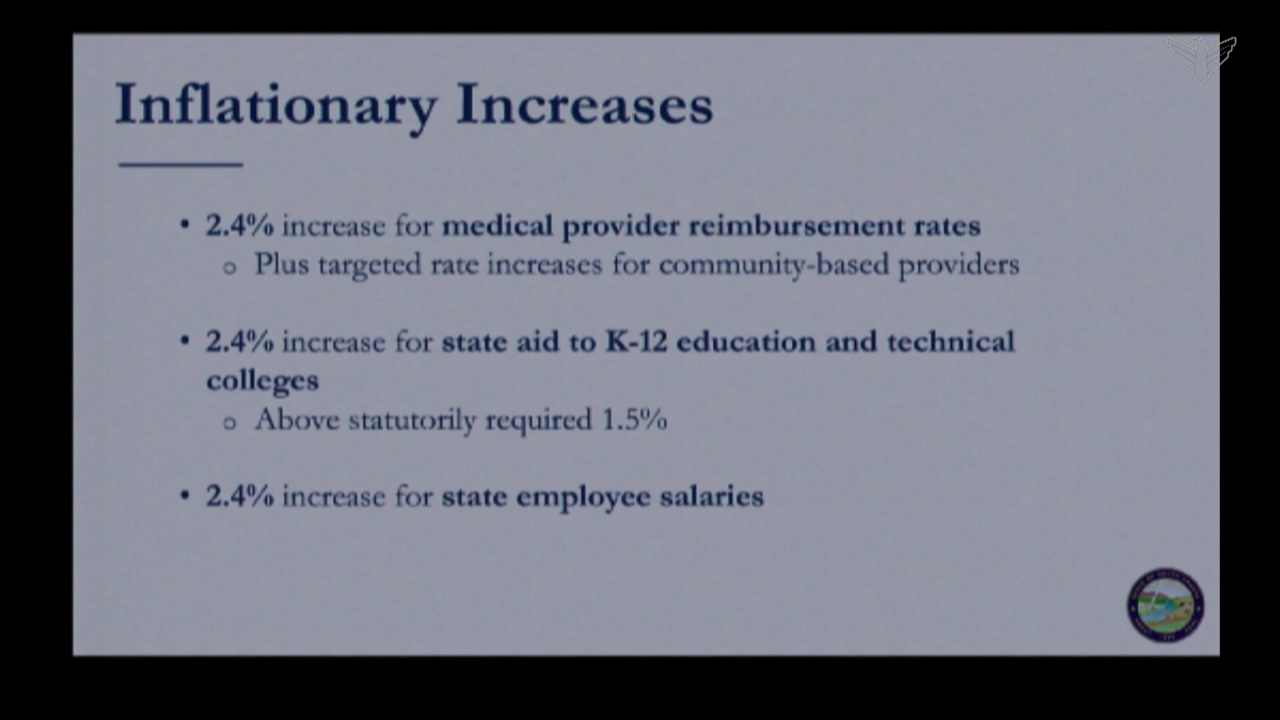 Inflationary Increases
• 2.4% increase for medical provider reimbursement rates
o Plus targeted rate increases for community-based providers
• 2.4% increase for state aid to K-12 education and technical
colleges
o Above statutorily required 1.5%
• 2.4% increase for state employee salaries